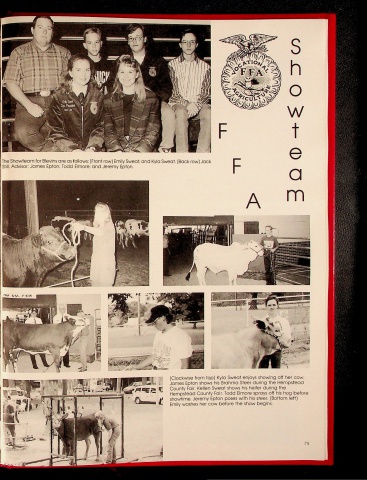 VOCATIONAL
FFA
AGRICULTURE
Showteam
FFA
The Showteam for Blevins are as follows: (Front row) Emily Sweat, and Kyla Sweat. (Back row) Jack
Advisor: James Epton, Todd Elmore, and Jeremy Epton.
(Clockwise from top) Kyla Sweat enjoys showing off her cow.
James Epton shows his Brahma Steer during the Hempstead
County Fair. Kellen Sweat shows his heifer during the
Hempstead County Fair. Todd Elmore sprays off his hog before
showtime. Jeremy Epton poses with his steer. (Bottom left)
Emily washes her cow before the show begins.